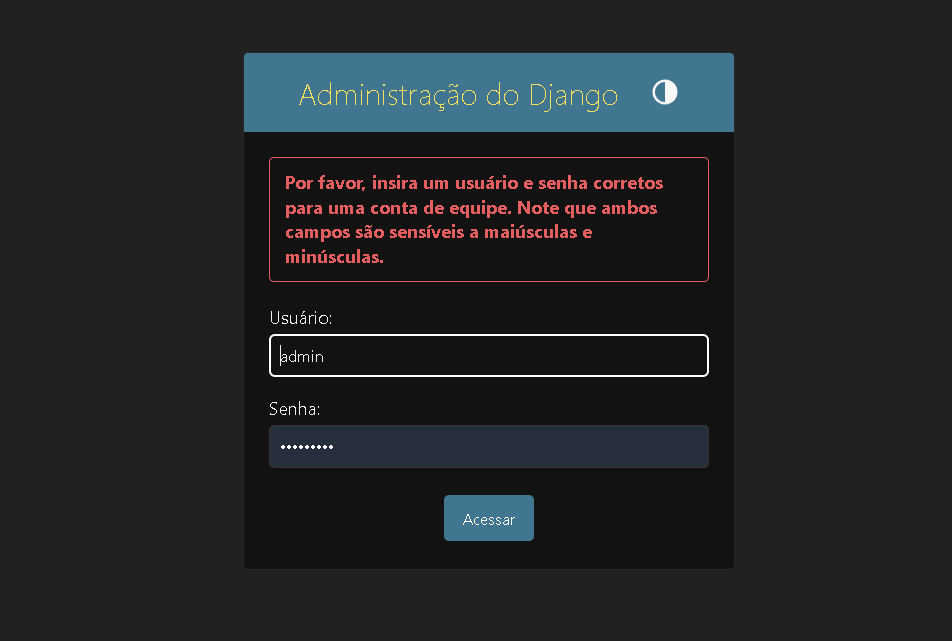 Administração do Django
Por favor, insira um usuário e senha corretos
para uma conta de equipe. Note que ambos
campos são sensíveis a maiúsculas e
minúsculas.
Usuário:
admin
Senha:
•••••••••
Acessar